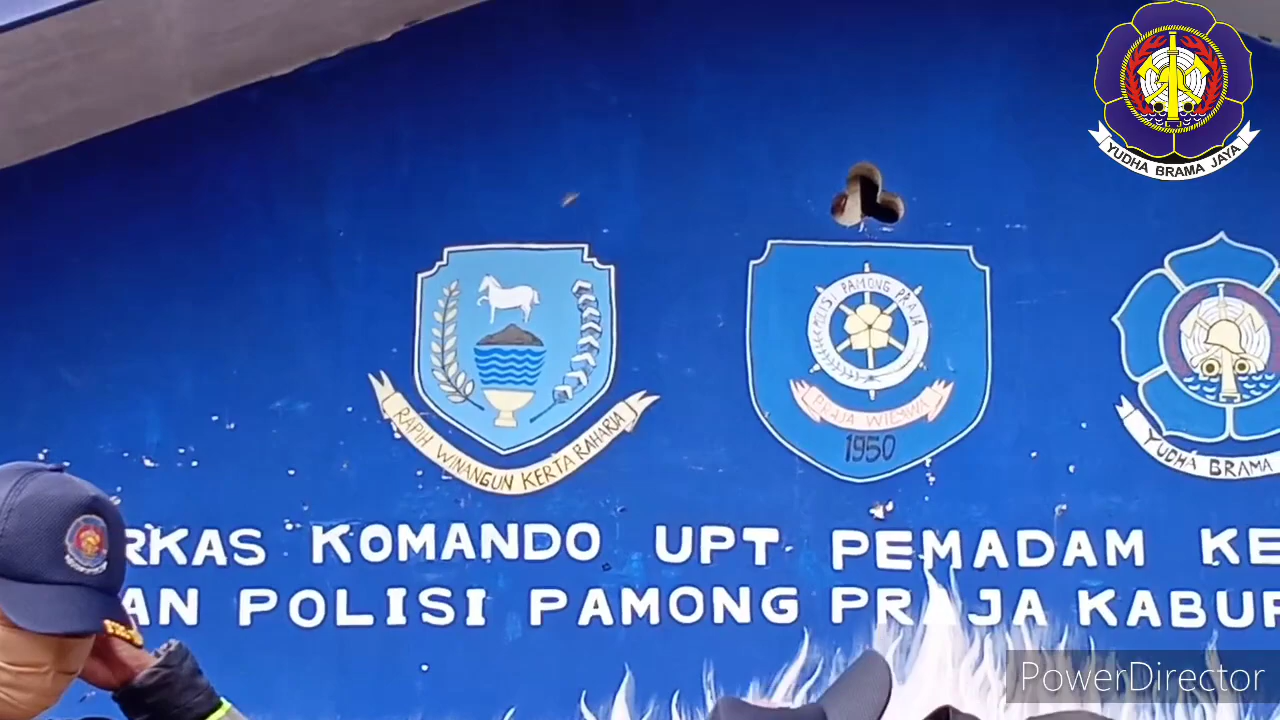 YUDHA BRAMA JAYA
POLISI PAMONG PRAJA
PRAJA WIBAWA
1950
RAPIH WINANGUN KERTA RAHARJA
YUDHA BRAMA
RKAS KOMANDO UPT PEMADAM KE
AN POLISI PAMONG PRAJA KABUP
PowerDirector